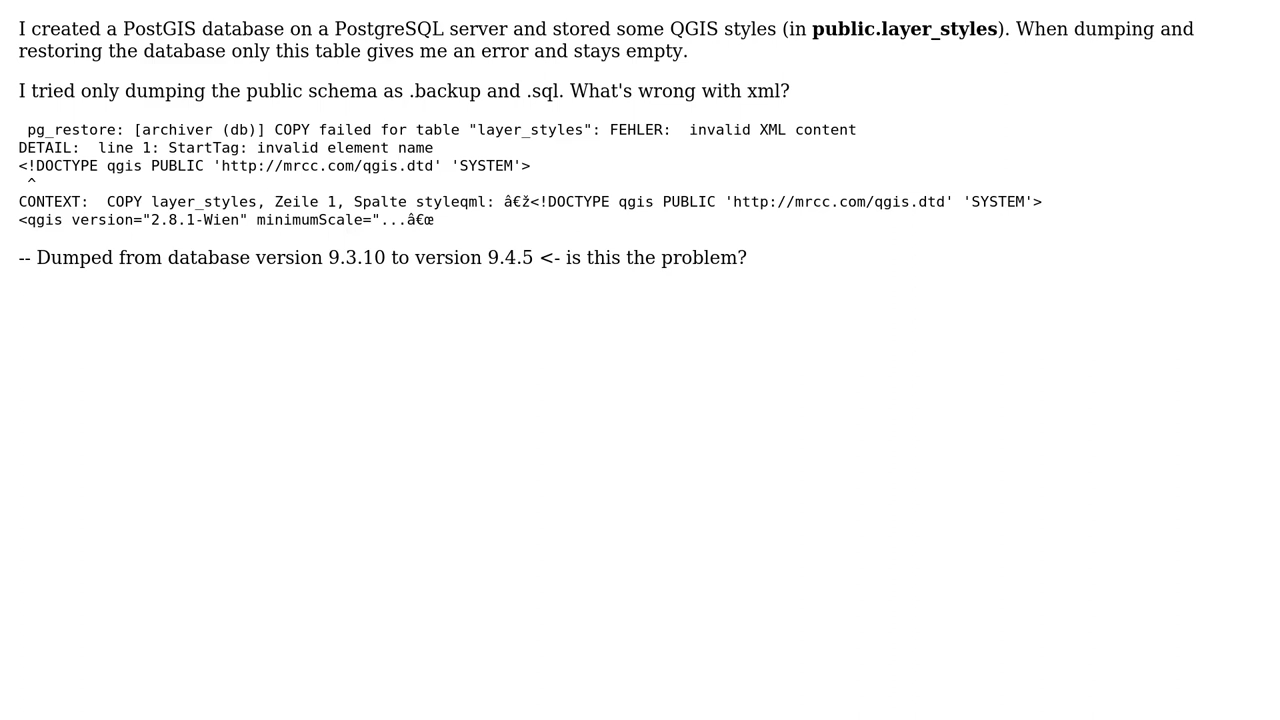 I created a PostGIS database on a PostgreSQL server and stored some QGIS styles (in public.layer_styles). When dumping and
restoring the database only this table gives me an error and stays empty.
I tried only dumping the public schema as .backup and .sql. What's wrong with xml?
pg_restore: [archiver (db)] COPY failed for table "layer_styles": FEHLER:  invalid XML content
DETAIL:  line 1: StartTag: invalid element name
<!DOCTYPE qgis PUBLIC 'http://mrcc.com/qgis.dtd' 'SYSTEM'>
 ^
CONTEXT:  COPY layer_styles, Zeile 1, Spalte styleqml: â€ž<!DOCTYPE qgis PUBLIC 'http://mrcc.com/qgis.dtd' 'SYSTEM'>
<qgis version="2.8.1-Wien" minimumScale="...â€œ
-- Dumped from database version 9.3.10 to version 9.4.5 <- is this the problem?